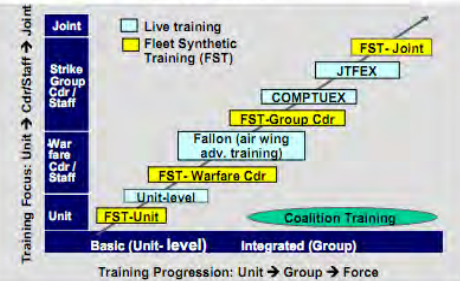 Training Focus: Unit → Cdr/Staff → Joint
Joint
Strike
Group
Cdr/
Staff
War
fare
Cdr /
Staff
Unit
Live training
Fleet Synthetic
Training (FST)
FST- Joint
JTFEX
COMPTUEX
FST-Group Cdr
Fallon (air wing
adv. training)
FST- Warfare Cdr
Unit-level
FST-Unit
Coalition Training
Basic (Unit- level) Integrated (Group)
Training Progression: Unit → Group → Force